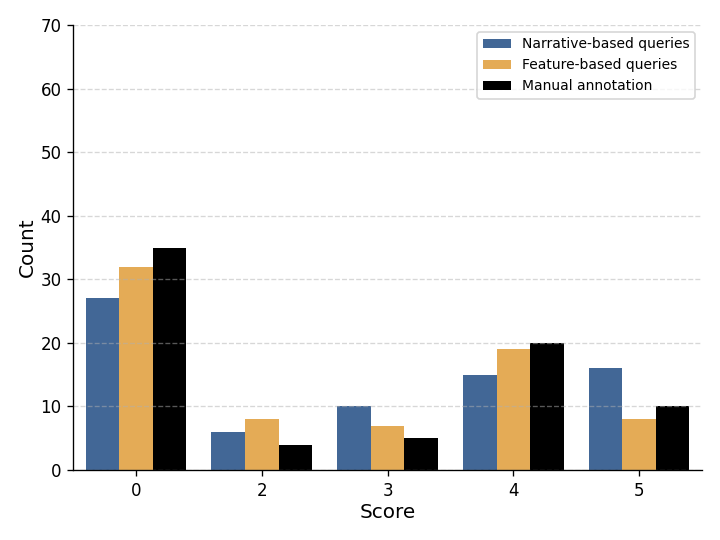 70
60
50
40
30
20
10
0
Count
0 2 3 4 5
Score
Narrative-based queries
Feature-based queries
Manual annotation